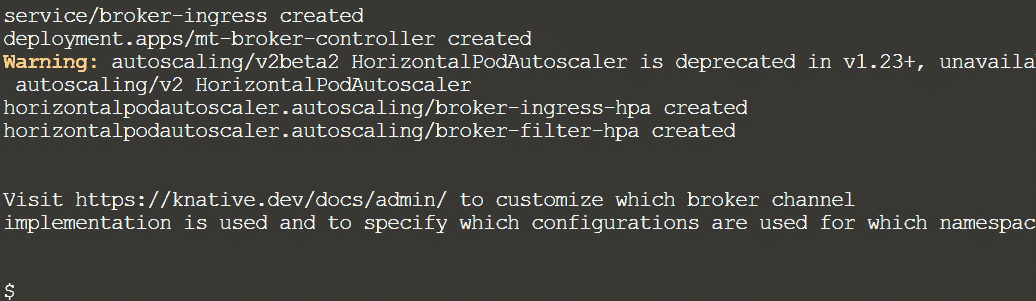 service/broker-ingress created
deployment.apps/mt-broker-controller created
Warning: autoscaling/v2beta2 HorizontalPodAutoscaler is deprecated in v1.23+, unavaila
autoscaling/v2 HorizontalPodAutoscaler
horizontalpodautoscaler.autoscaling/broker-ingress-hpa created
horizontalpodautoscaler.autoscaling/broker-filter-hpa created
Visit https://knative.dev/docs/admin/ to customize which broker channel
implementation is used and to specify which configurations are used for which namespac
$